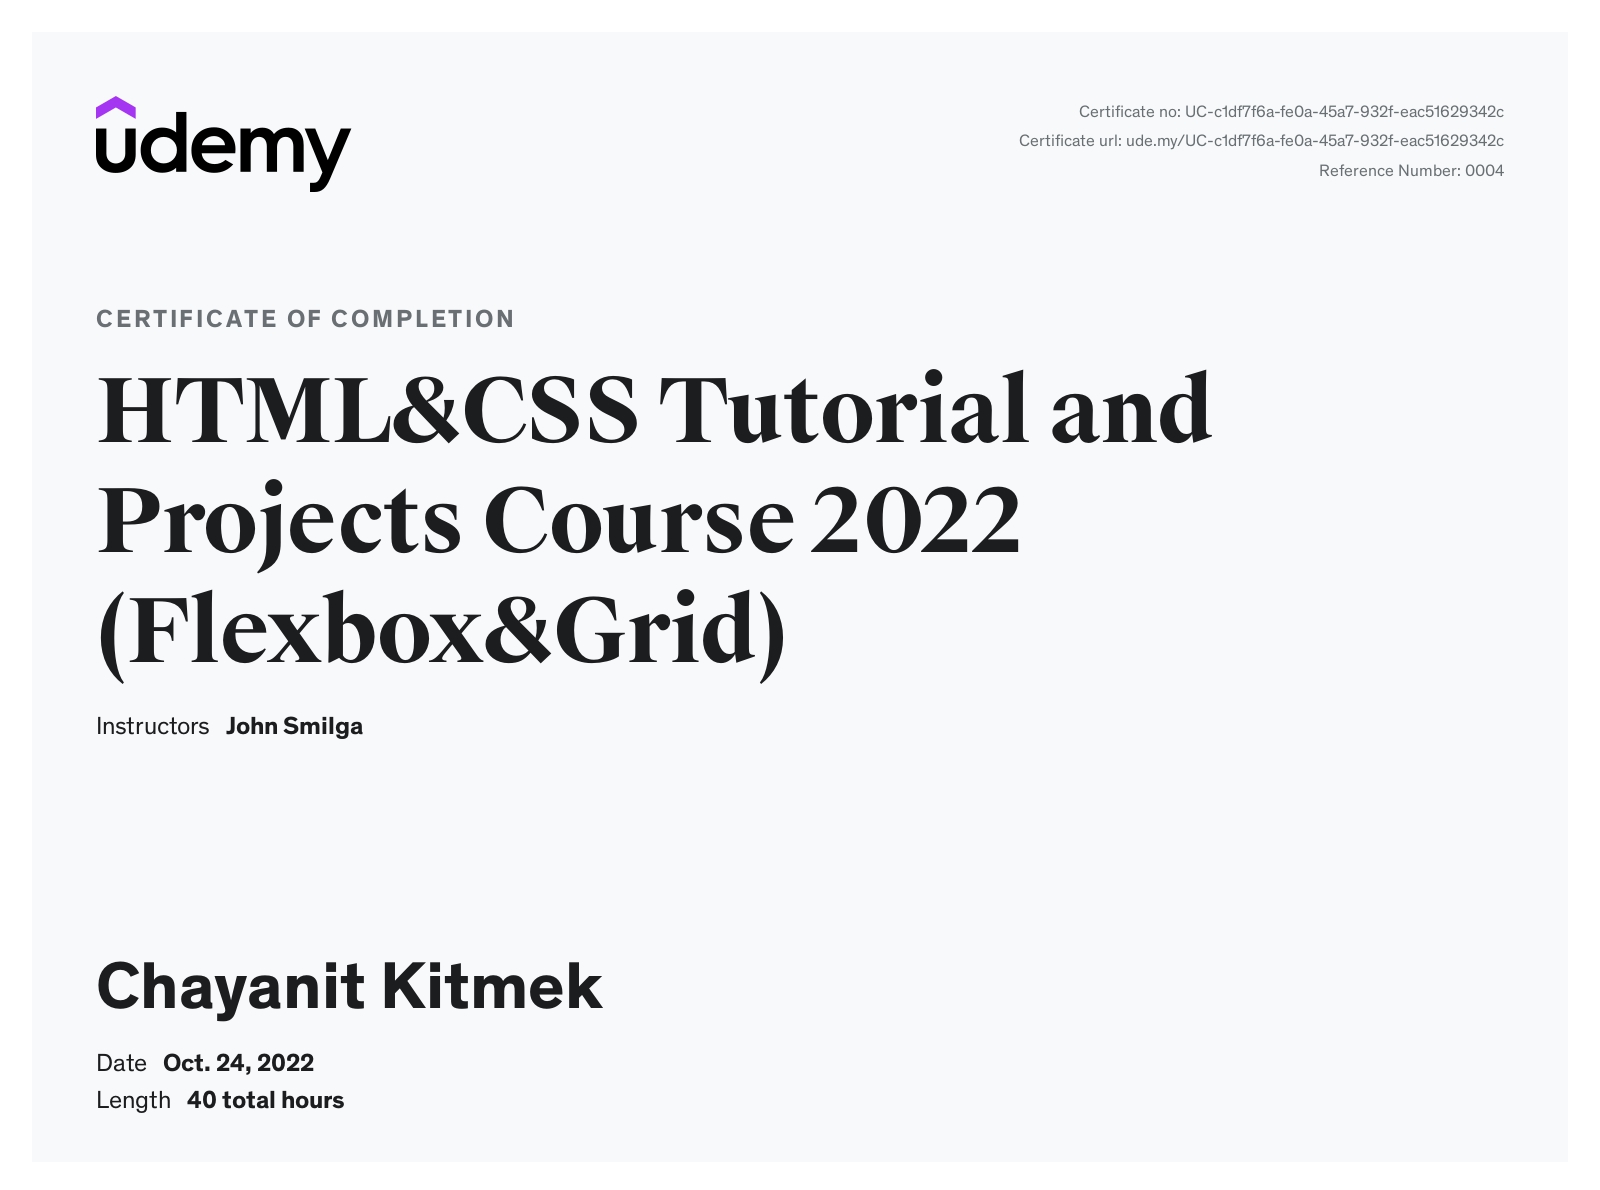 udemy
Certificate no: UC-c1df7f6a-fe0a-45a7-932f-eac51629342c
Certificate url: ude.my/UC-c1df7f6a-fe0a-45a7-932f-eac51629342c
Reference Number: 0004
CERTIFICATE OF COMPLETION
HTML&CSS Tutorial and
Projects Course 2022
(Flexbox&Grid)
Instructors John Smilga
Chayanit Kitmek
Date Oct. 24, 2022
Length 40 total hours